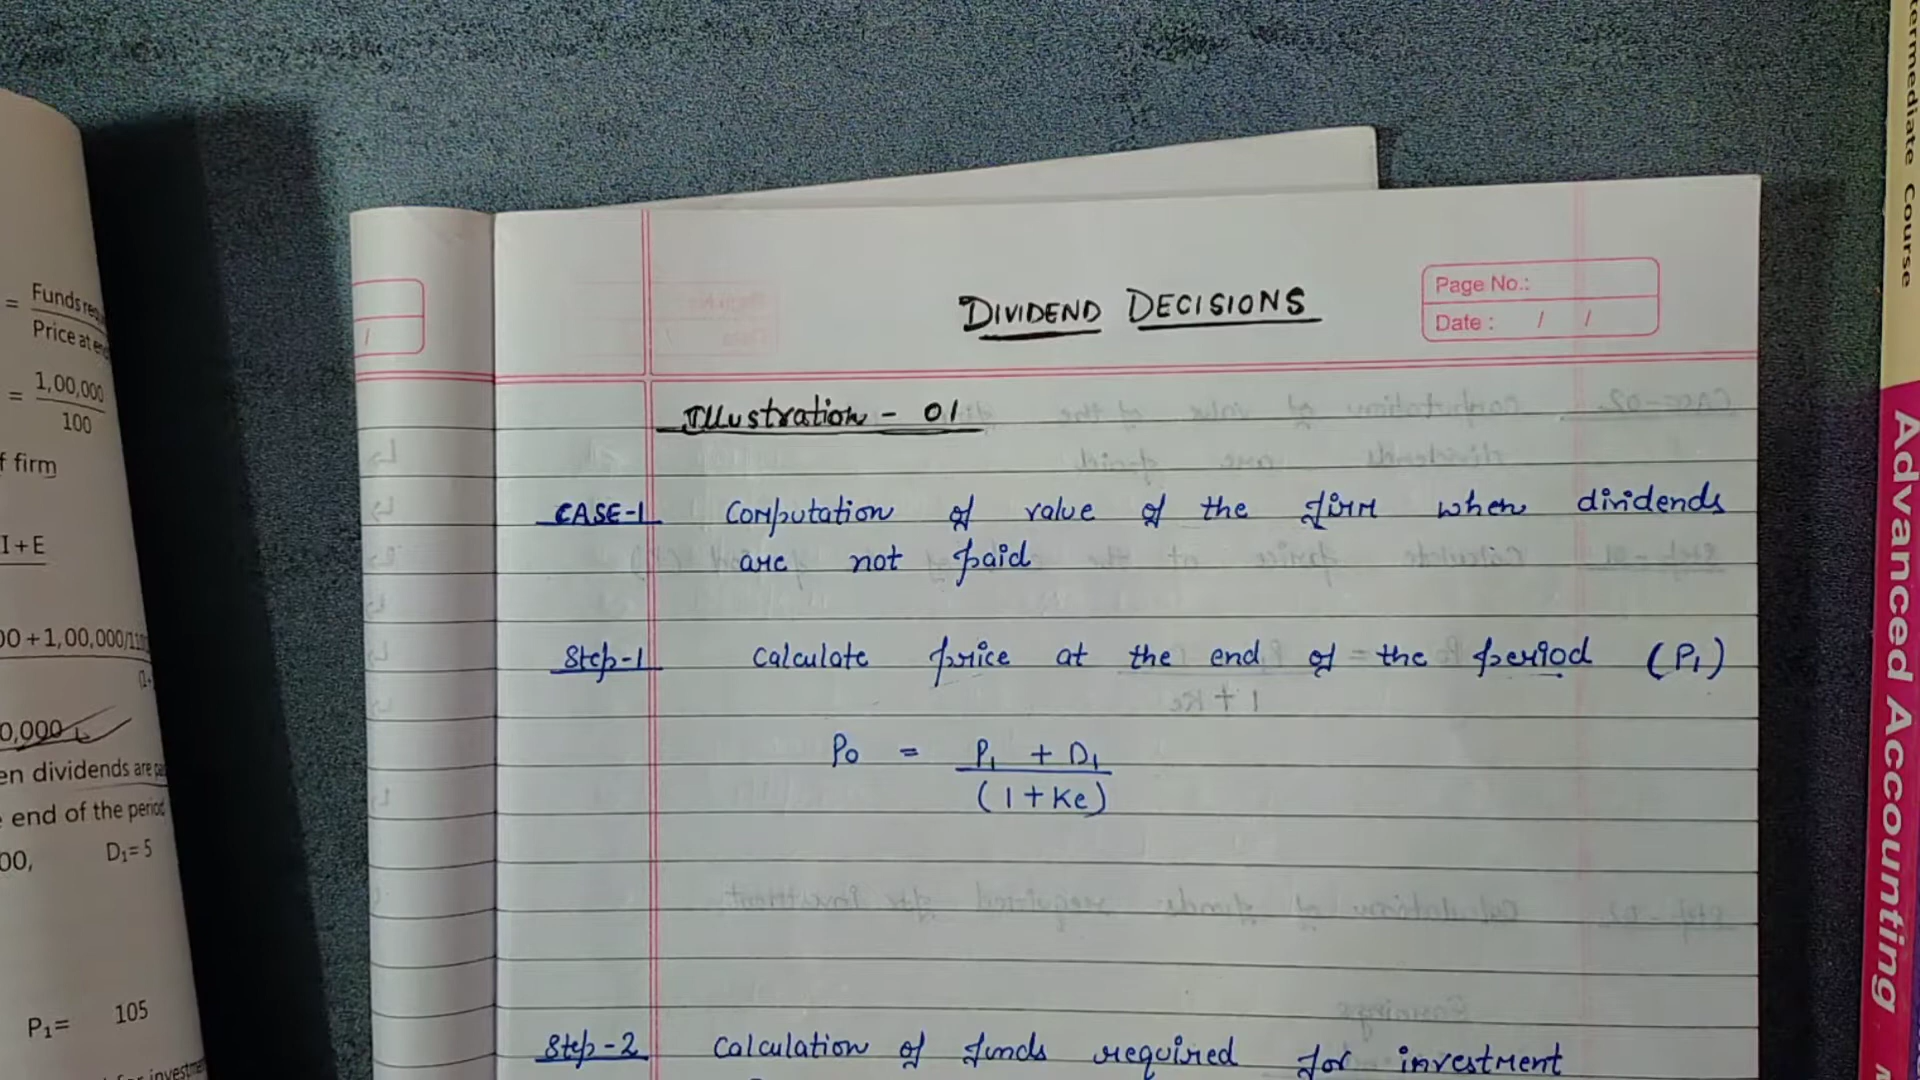 = Funds
Price at
= 1,00,000
100
firm
I+E
00 + 1,00,000/110
0,000
en dividends are
end of the period
00, D₁= 5
P₁= 105
DIVIDEND DECISIONS
Page No.:
Date : / /
Illustration - 01
CASE-1 Computation of value of the firm when dividends
are not paid
Step-1 Calculate price at the end of the period (P₁)
P0 = P₁ + D₁
(1+Ke)
Step-2 Calculation of funds required for investment
termediate Course
Advanced Accounting